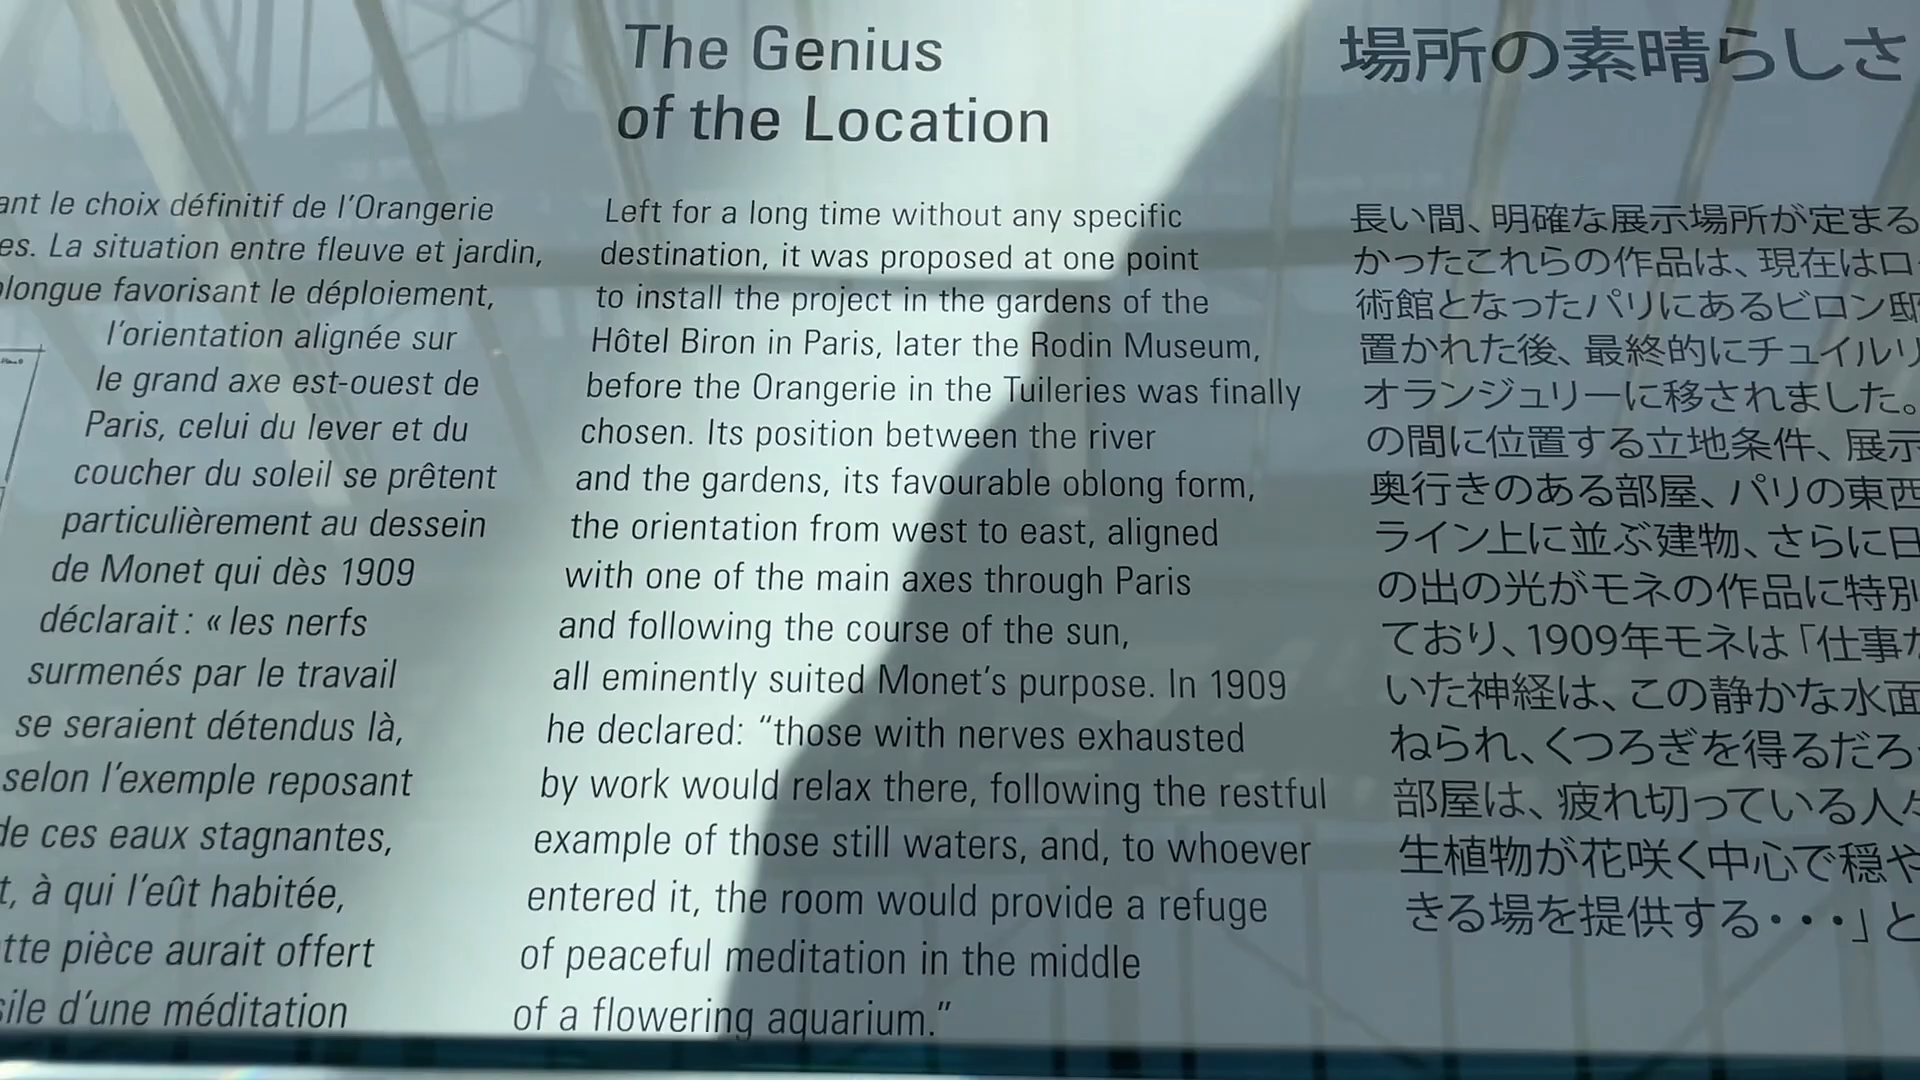 ant le choix définitif de l'Orangerie
es. La situation entre fleuve et jardin,
longue favorisant le déploiement,
l'orientation alignée sur
le grand axe est-ouest de
Paris, celui du lever et du
coucher du soleil se prêtent
particulièrement au dessein
de Monet qui dès 1909
déclarait : « les nerfs
surmenés par le travail
se seraient détendus là,
selon l'exemple reposant
de ces eaux stagnantes,
t, à qui l'eût habitée,
tte pièce aurait offert
sile d'une méditation
The Genius
of the Location
Left for a long time without any specific
destination, it was proposed at one point
to install the project in the gardens of the
Hôtel Biron in Paris, later the Rodin Museum,
before the Orangerie in the Tuileries was finally
chosen. Its position between the river
and the gardens, its favourable oblong form,
the orientation from west to east, aligned
with one of the main axes through Paris
and following the course of the sun,
all eminently suited Monet's purpose. In 1909
he declared: “those with nerves exhausted
by work would relax there, following the restful
example of those still waters, and, to whoever
entered it, the room would provide a refuge
of peaceful meditation in the middle
of a flowering aquarium.”
場所の素晴らしさ
長い間、明確な展示場所が定まる
かったこれらの作品は、現在はロ
術館となったパリにあるビロン邸
置かれた後、最終的にチュイルリ
オランジュリーに移されました。
の間に位置する立地条件、展示
奥行きのある部屋、パリの東西
ライン上に並ぶ建物、さらに日
の出の光がモネの作品に特別
ており、1909年モネは「仕事
いた神経は、この静かな水面
ねられ、くつろぎを得るだろ
部屋は、疲れ切っている人々
生植物が花咲く中心で穏や
きる場を提供する・・・」と